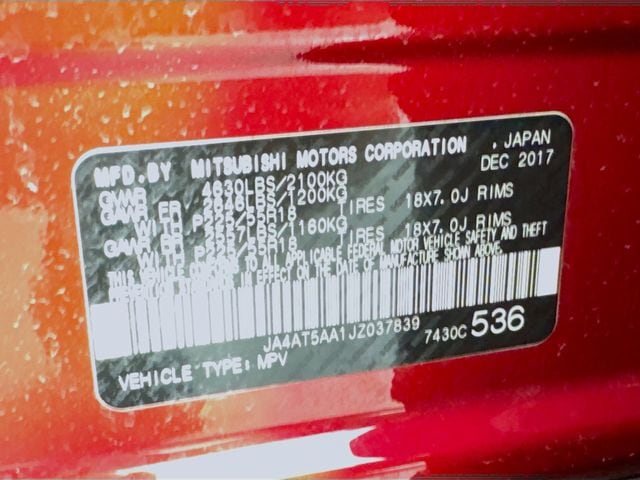 MFD.BY MITSUBISHI MOTORS CORPORATION , JAPAN
DEC 2017
GVWR 4630LBS/2100KG
GAWR FR 2646LBS/1200KG
WITH P225/55R18 TIRES 18X7.0J RIMS
GAWR RR LBS/1160KG
WITH P225/55R18 TIRES 18X7.0J RIMS
THIS VEHICLE CONFORMS TO ALL APPLICABLE FEDERAL MOTOR VEHICLE SAFETY AND THEFT
PREVENTION STANDARDS IN EFFECT ON THE DATE OF MANUFACTURE SHOWN ABOVE.
JA4AT5AA1JZ037839 7430C 536
VEHICLE TYPE: MPV